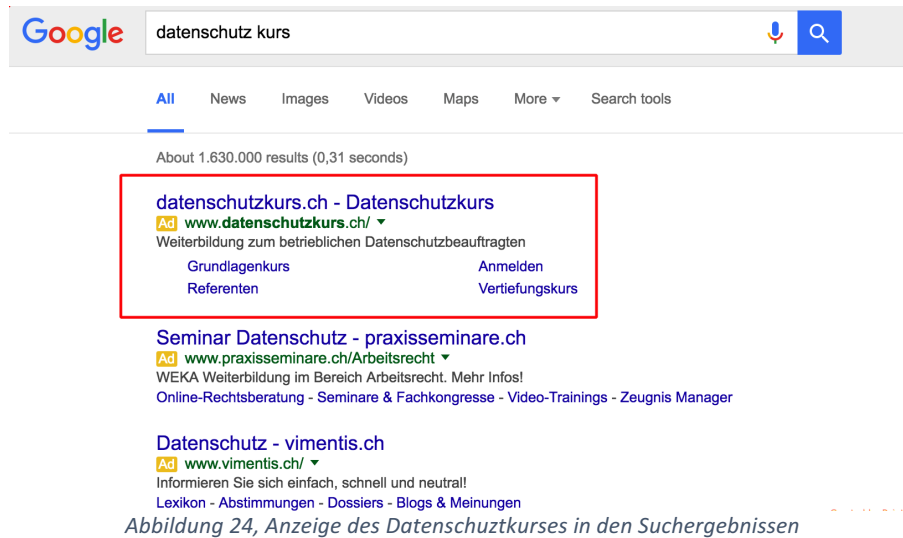 Google datenschutz kurs
All News Images Videos Maps More Search tools
About 1.630.000 results (0,31 seconds)
datenschutzkurs.ch - Datenschutzkurs
Ad www.datenschutzkurs.ch/
Weiterbildung zum betrieblichen Datenschutzbeauftragten
Grundlagenkurs Anmelden
Referenten Vertiefungskurs
Seminar Datenschutz - praxisseminare.ch
Ad www.praxisseminare.ch/Arbeitsrecht
WEKA Weiterbildung im Bereich Arbeitsrecht. Mehr Infos!
Online-Rechtsberatung - Seminare & Fachkongresse - Video-Trainings - Zeugnis Manager
Datenschutz - vimentis.ch
Ad www.vimentis.ch/
Informieren Sie sich einfach, schnell und neutral!
Lexikon - Abstimmungen - Dossiers - Blogs & Meinungen
Abbildung 24, Anzeige des Datenschuztkurses in den Suchergebnissen